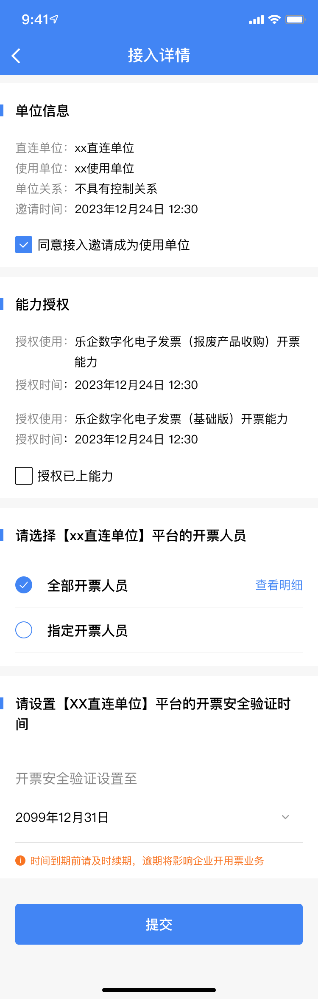 9:41
接入详情
单位信息
直连单位：xx直连单位
使用单位：xx使用单位
单位关系：不具有控制关系
邀请时间：2023年12月24日 12:30
同意接入邀请成为使用单位
能力授权
授权使用：乐企数字化电子发票（报废产品收购）开票
能力
授权时间：2023年12月24日 12:30
授权使用：乐企数字化电子发票（基础版）开票能力
授权时间：2023年12月24日 12:30
授权已上能力
请选择【xx直连单位】平台的开票人员
全部开票人员 查看明细
指定开票人员
请设置【XX直连单位】平台的开票安全验证时
间
开票安全验证设置至
2099年12月31日
时间到期前请及时续期，逾期将影响企业开用票业务
提交